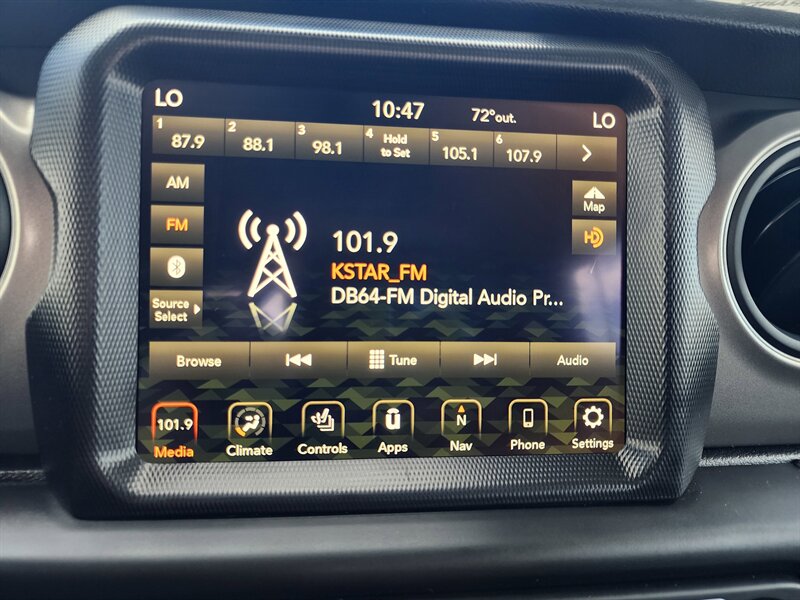 LO 10:47 72°out. LO
1 87.9 2 88.1 3 98.1 4 Hold to Set 5 105.1 6 107.9
AM
Map
FM
HD
101.9
KSTAR_FM
DB64-FM Digital Audio Pr...
Source
Select
Browse Tune Audio
101.9 u N
Media Climate Controls Apps Nav Phone Settings